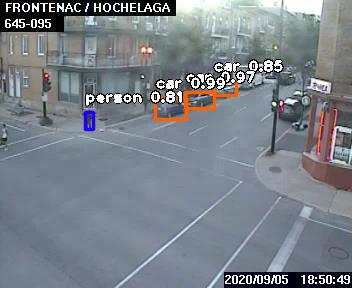 FRONTENAC / HOCHELAGA
645-095
car 0.85
car 0.97
car 0.99
person 0.81
2020/09/05 18:50:49